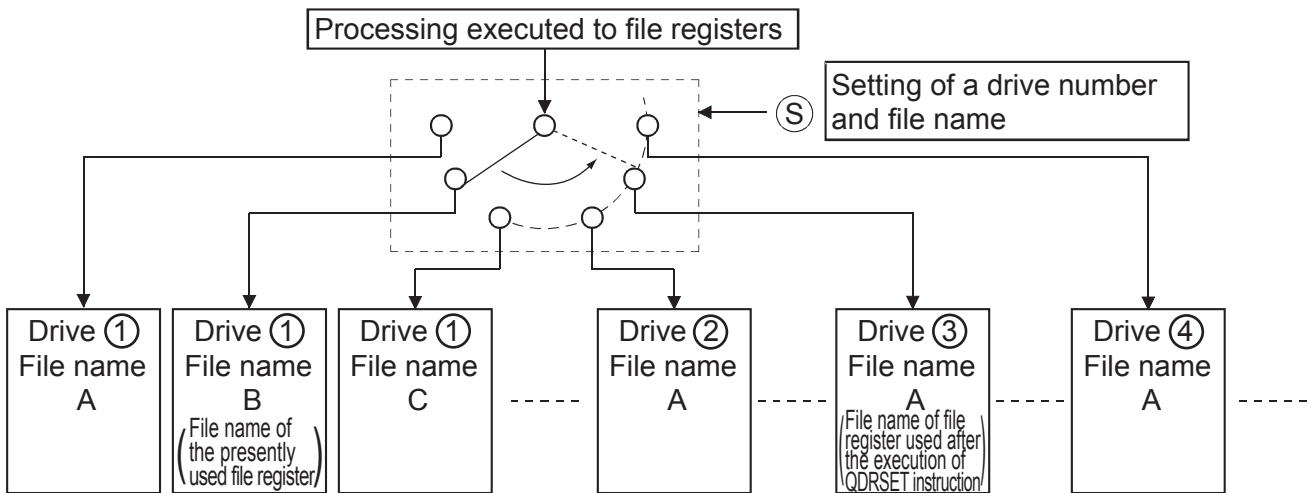 Processing executed to file registers
Ⓢ
Setting of a drive number
and file name
Drive ①
File name
A
Drive ①
File name
B
(File name of
the presently
used file register)
Drive ①
File name
C
Drive ②
File name
A
Drive ③
File name
A
(File name of file
register used after
the execution of
QDRSET instruction)
Drive ④
File name
A